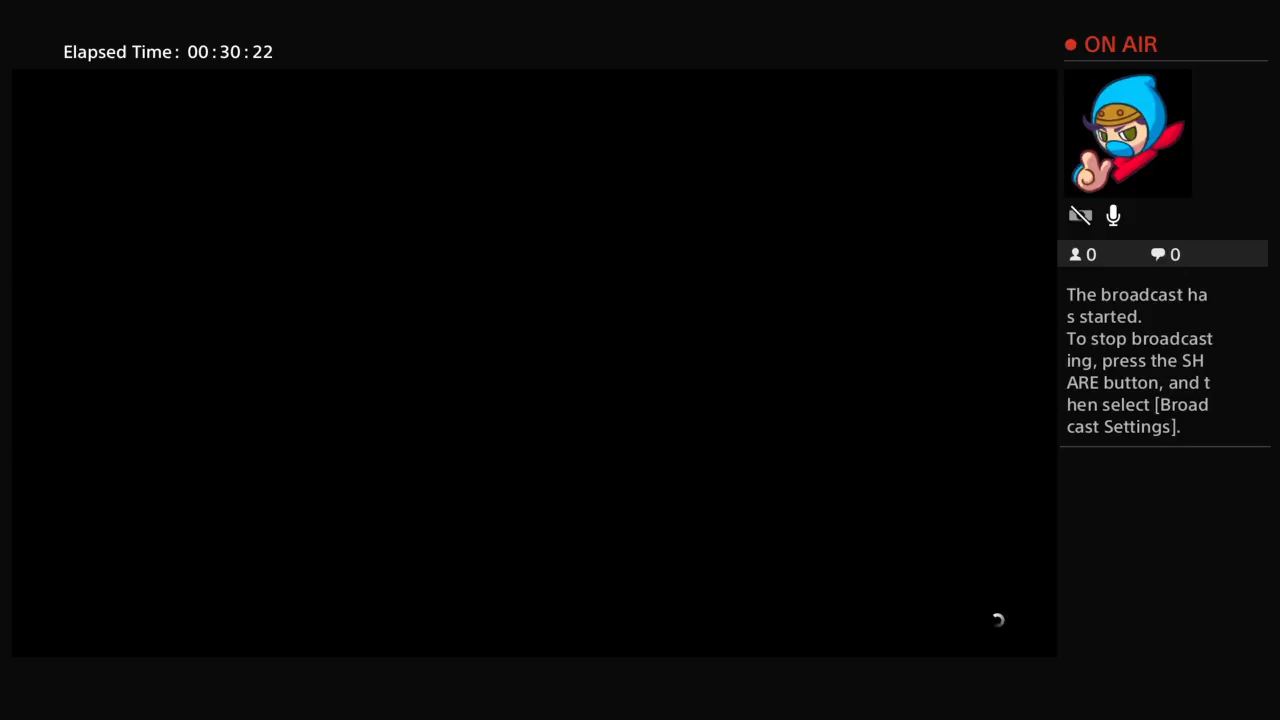 Elapsed Time: 00:30:22
ON AIR
0 0
The broadcast ha
s started.
To stop broadcast
ing, press the SH
ARE button, and t
hen select [Broad
cast Settings].